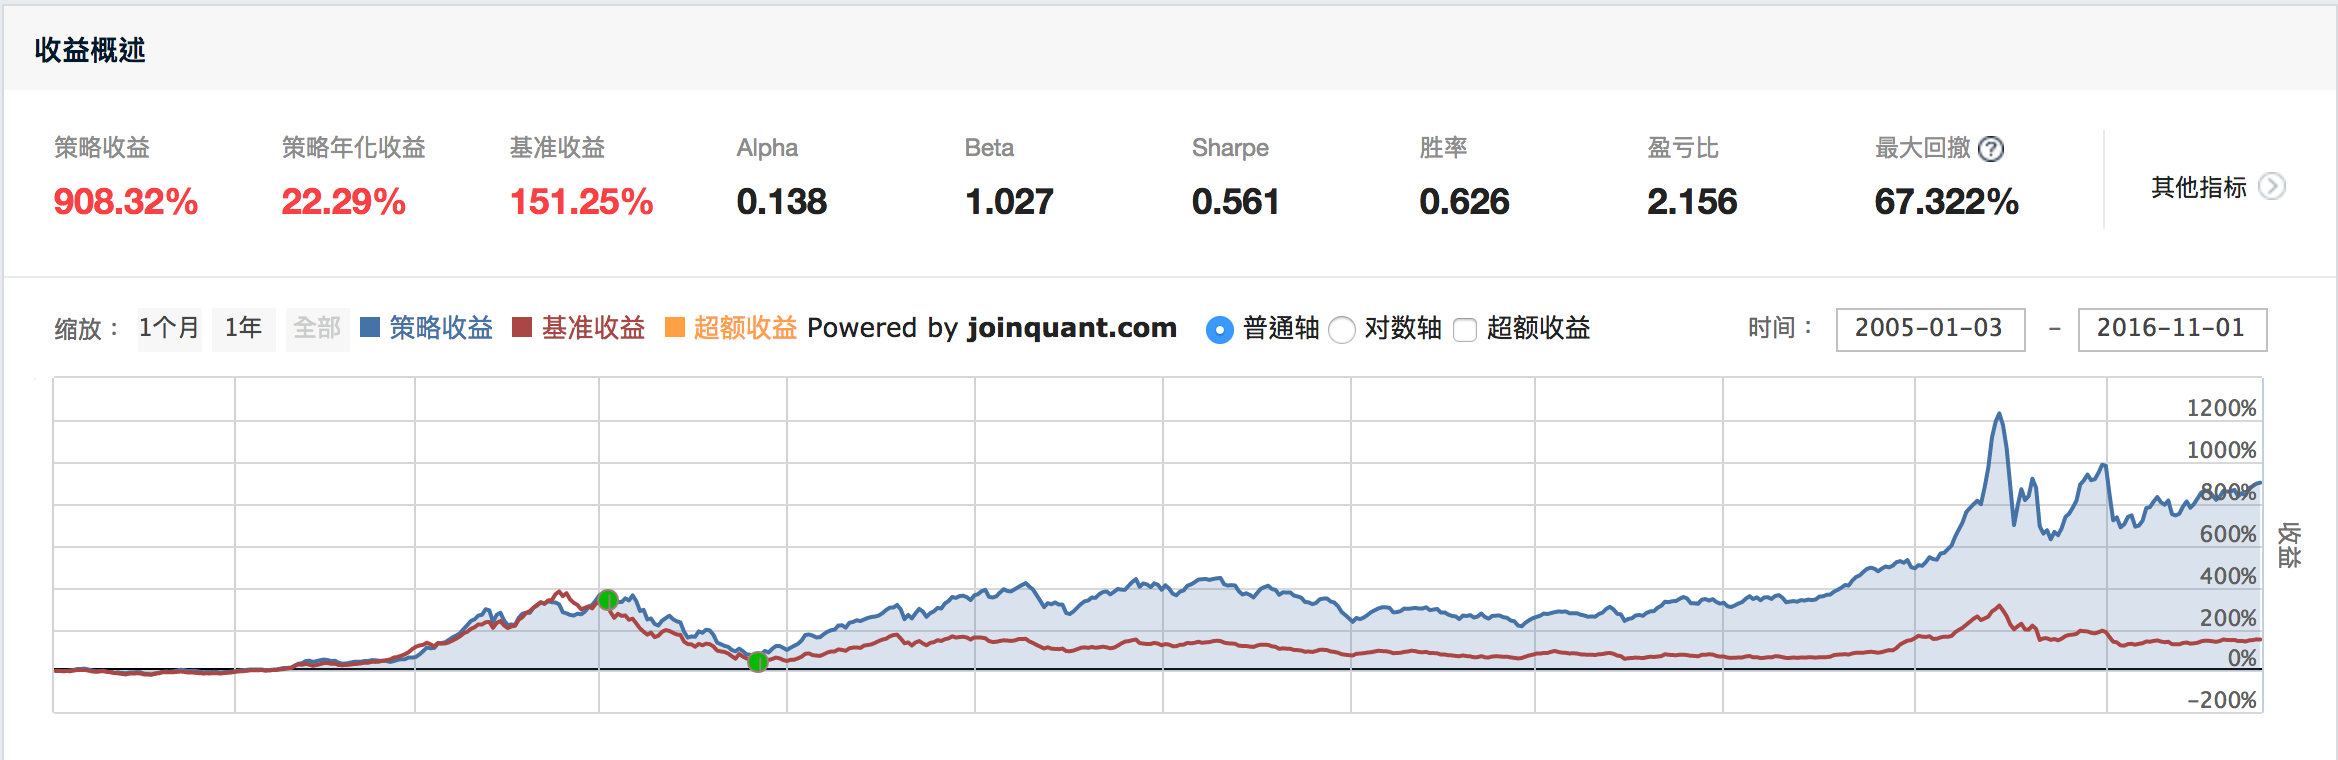 收益概述
策略收益 策略年化收益 基准收益 Alpha Beta Sharpe 胜率 盈亏比 最大回撤 ?
908.32% 22.29% 151.25% 0.138 1.027 0.561 0.626 2.156 67.322% 其他指标
缩放： 1个月 1年 全部 策略收益 基准收益 超额收益 Powered by joinquant.com 普通轴 对数轴 超额收益 时间： 2005-01-03 – 2016-11-01
1200%
1000%
800%
600%
400%
200%
0%
-200%
收益